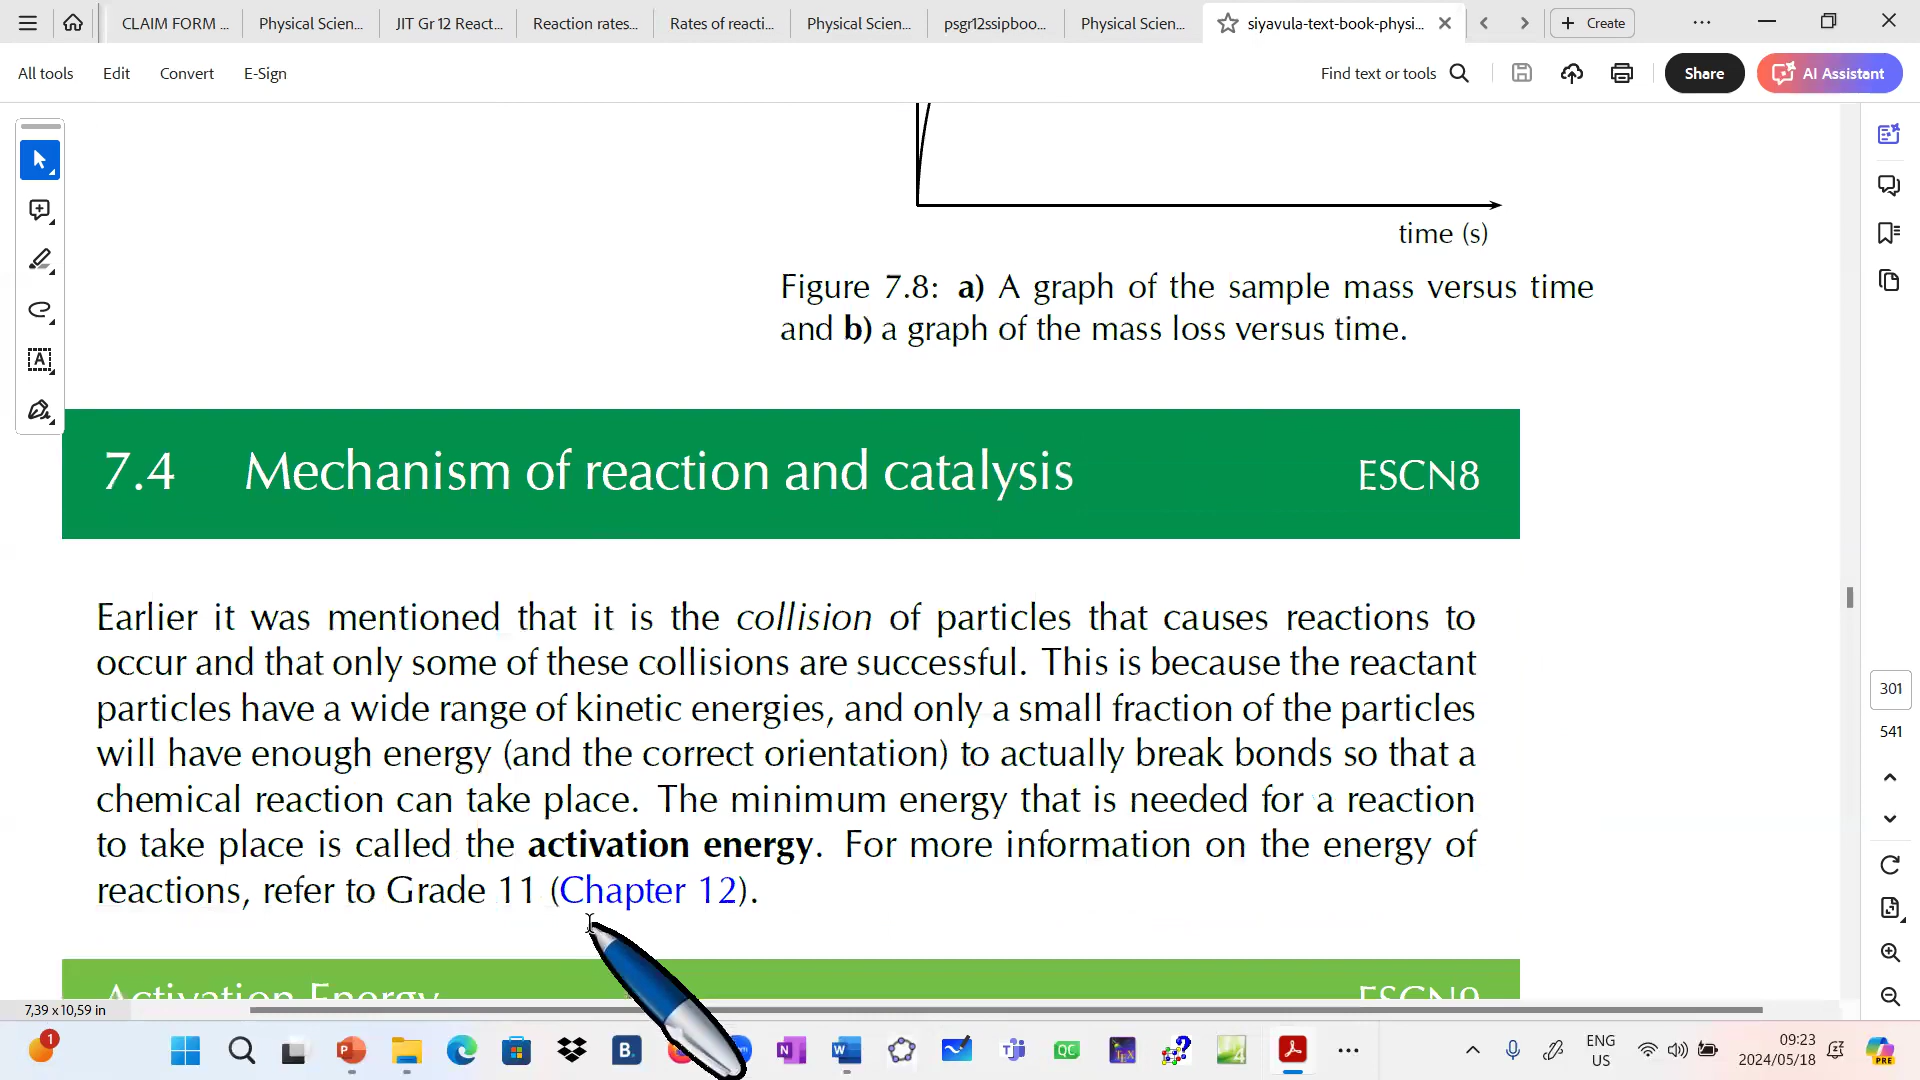 CLAIM FORM ...
Physical Scien...
JIT Gr 12 React...
Reaction rates...
Rates of reacti...
Physical Scien...
psgr12ssipboo...
Physical Scien...
siyavula-text-book-physi...
Create
All tools
Edit
Convert
E-Sign
Find text or tools
Share
AI Assistant
time (s)
Figure 7.8: a) A graph of the sample mass versus time
and b) a graph of the mass loss versus time.
7.4 Mechanism of reaction and catalysis ESCN8
Earlier it was mentioned that it is the collision of particles that causes reactions to
occur and that only some of these collisions are successful. This is because the reactant
particles have a wide range of kinetic energies, and only a small fraction of the particles
will have enough energy (and the correct orientation) to actually break bonds so that a
chemical reaction can take place. The minimum energy that is needed for a reaction
to take place is called the activation energy. For more information on the energy of
reactions, refer to Grade 11 (Chapter 12).
Activation Energy ESCN9
301
541
7,39 x 10,59 in
1
ENG
US
09:23
2024/05/18
PRE